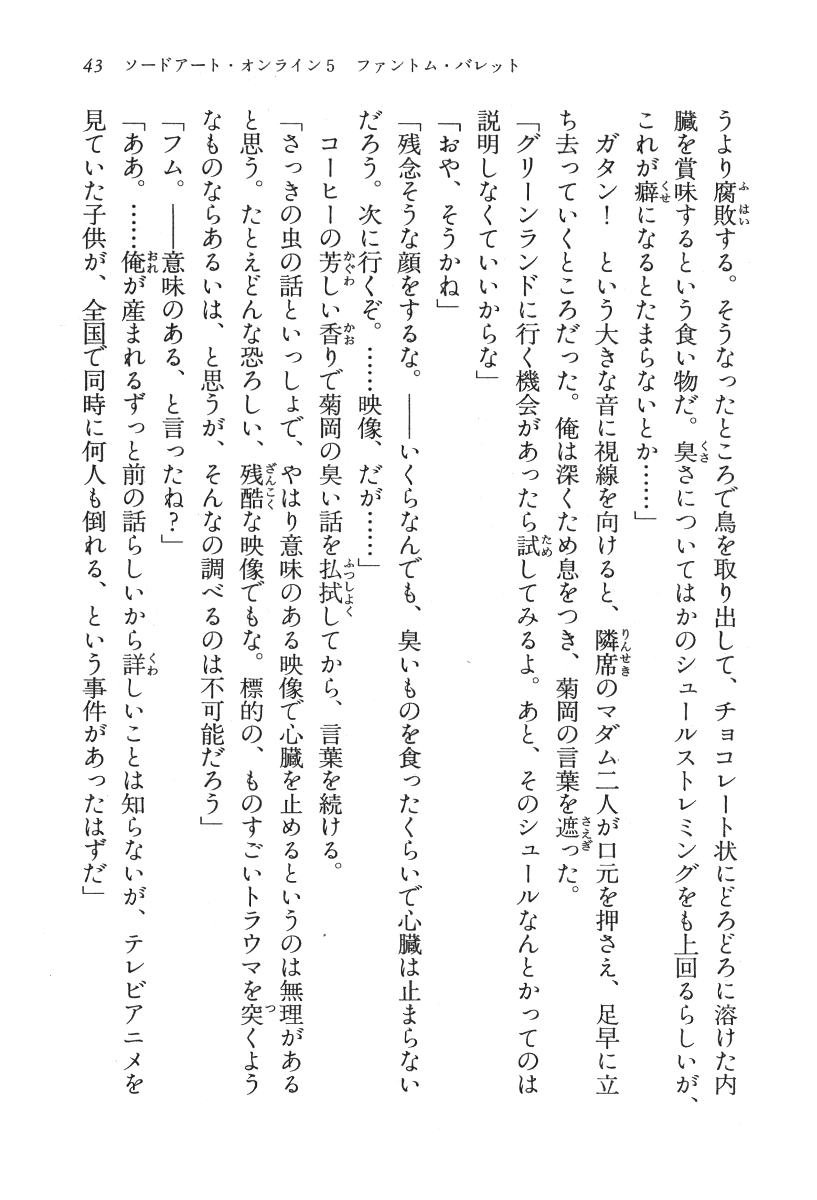 43　ソードアート・オンライン5　ファントム・バレット
うより腐敗する。そうなったところで鳥を取り出して、チョコレート状にどろどろに溶けた内
臓を賞味するという食い物だ。臭さについてはかのシュールストレミングをも上回るらしいが、
これが癖になるとたまらないとか……」
　ガタン！　という大きな音に視線を向けると、隣席のマダム二人が口元を押さえ、足早に立
ち去っていくところだった。俺は深くため息をつき、菊岡の言葉を遮った。
「グリーンランドに行く機会があったら試してみるよ。あと、そのシュールなんとかってのは
説明しなくていいからな」
「おや、そうかね」
「残念そうな顔をするな。――いくらなんでも、臭いものを食ったくらいで心臓は止まらない
だろう。次に行くぞ。……映像、だが……」
　コーヒーの芳しい香りで菊岡の臭い話を払拭してから、言葉を続ける。
「さっきの虫の話といっしょで、やはり意味のある映像で心臓を止めるというのは無理がある
と思う。たとえどんな恐ろしい、残酷な映像でもな。標的の、ものすごいトラウマを突くよう
なものならあるいは、と思うが、そんなの調べるのは不可能だろう」
「フム。――意味のある、と言ったね？」
「ああ。……俺が産まれるずっと前の話らしいから詳しいことは知らないが、テレビアニメを
見ていた子供が、全国で同時に何人も倒れる、という事件があったはずだ」